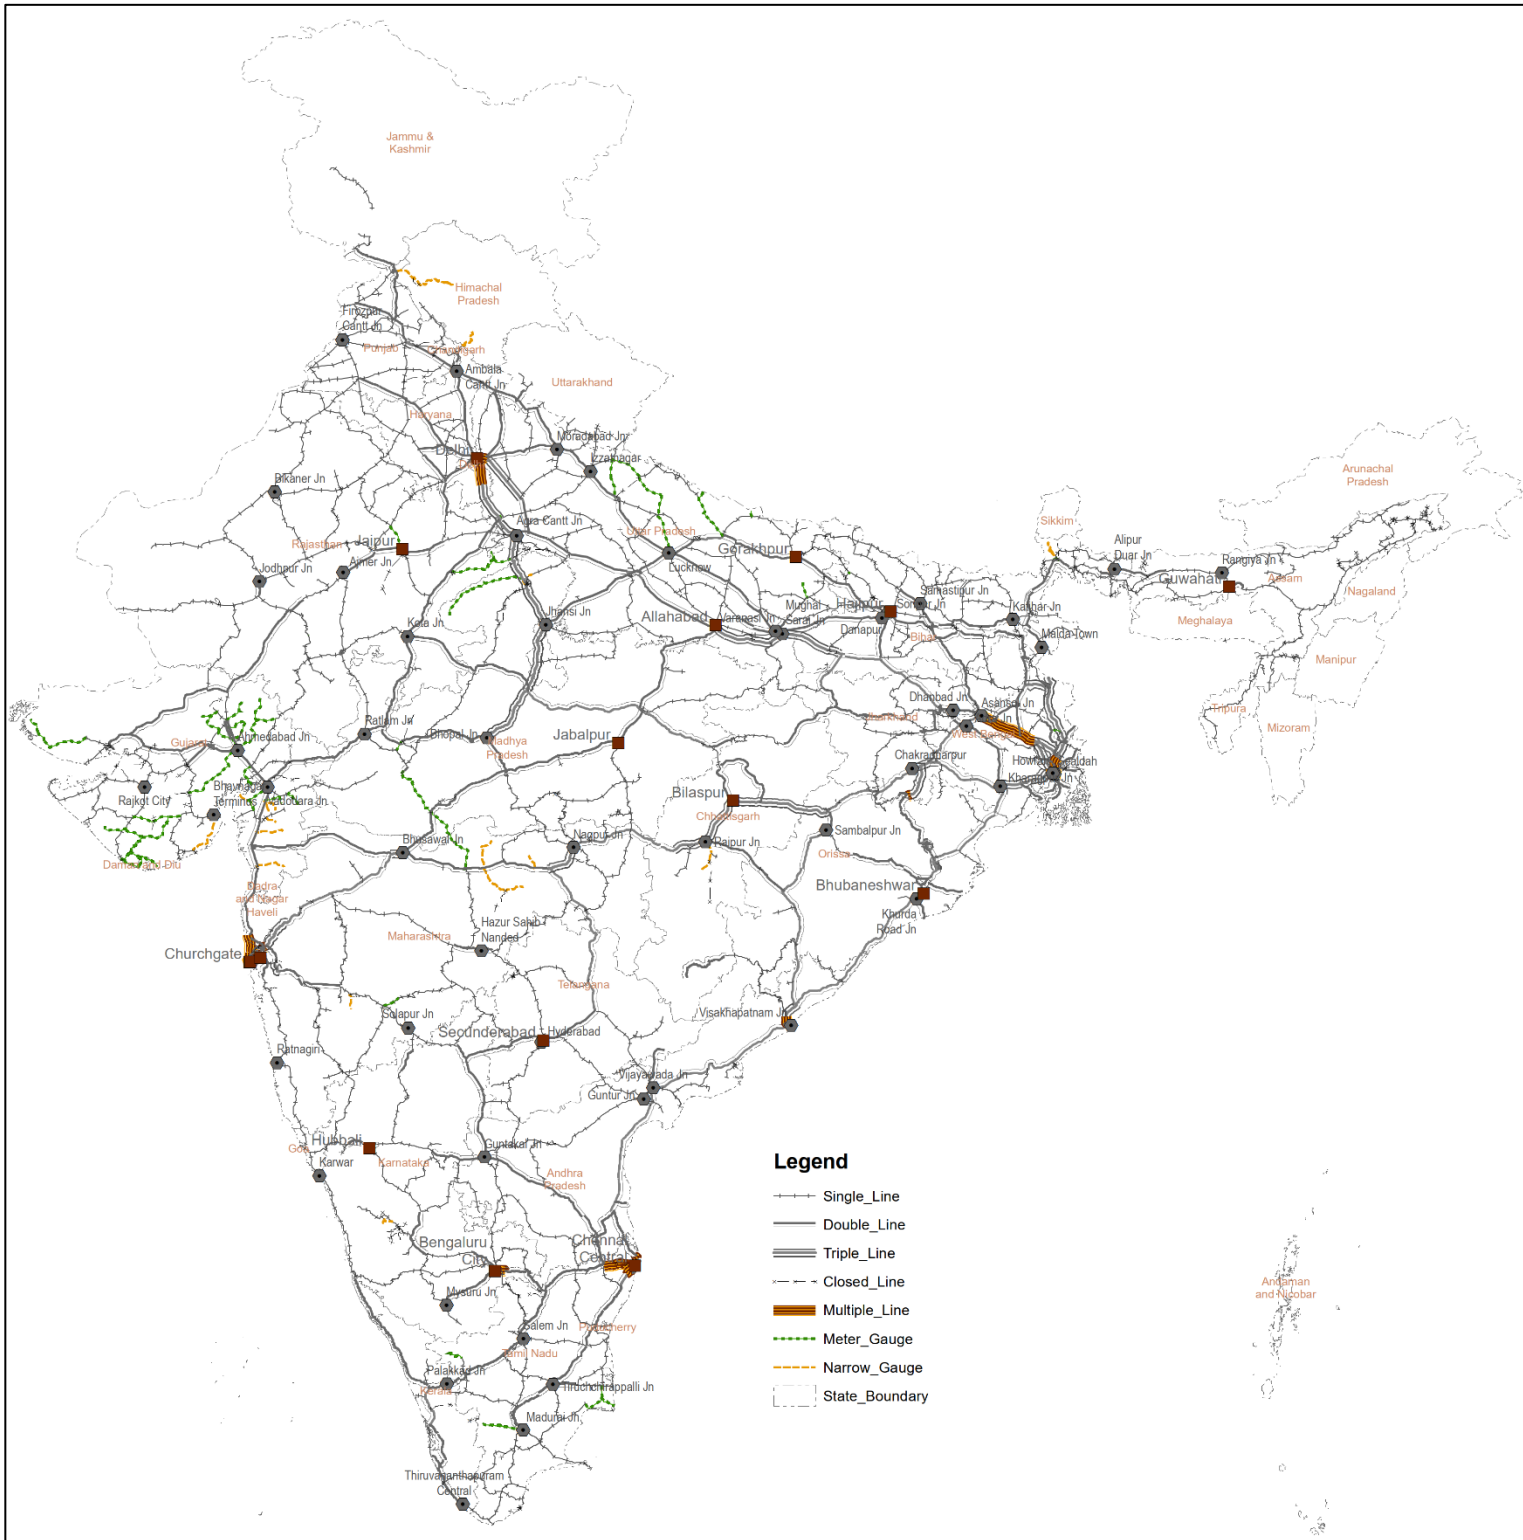 Jammu &
Kashmir
Himachal
Pradesh
Firozpur
Cantt Jn
Punjab
Chandigarh
Ambala
Cantt Jn
Uttarakhand
Haryana
Moradabad Jn
Delhi
Izzatnagar
Bikaner Jn
Arunachal
Pradesh
Agra Cantt Jn
Uttar Pradesh
Sikkim
Rajasthan
Jaipur
Gorakhpur
Alipur
Duar Jn
Rangiya Jn
Ajmer Jn
Jodhpur Jn
Lucknow
Guwahati
Assam
Nagaland
Samastipur Jn
Jhansi Jn
Mughal
Hajipur
Sonpur Jn
Katihar Jn
Allahabad
Varanasi Jn
Sarai Jn
Meghalaya
Kota Jn
Danapur
Bihar
Malda Town
Manipur
Dhanbad Jn
Asansol Jn
Tripura
Ratlam Jn
Jharkhand
Mizoram
Gujarat
Ahmedabad Jn
Bhopal Jn
Madhya
Pradesh
Jabalpur
West Bengal
Chakradharpur
Kharagpur Jn
Bhavnagar
Terminus
Rajkot City
Vadodara Jn
Bilaspur
Chhattisgarh
Bhusawal Jn
Nagpur Jn
Raipur Jn
Sambalpur Jn
Orissa
Daman and Diu
Dadra
and Nagar
Haveli
Bhubaneshwar
Khurda
Road Jn
Hazur Sahib
Nanded
Maharashtra
Churchgate
Telangana
Solapur Jn
Visakhapatnam Jn
Secunderabad
Hyderabad
Ratnagiri
Vijayawada Jn
Guntur Jn
Hubbali
Goa
Karnataka
Guntakal Jn
Karwar
Andhra
Pradesh
Legend
Single_Line
Double_Line
Triple_Line
Closed_Line
Multiple_Line
Meter_Gauge
Narrow_Gauge
State_Boundary
Bengaluru
City
Chennai
Central
Andaman
and Nicobar
Mysuru Jn
Salem Jn
Tamil Nadu
Palakkad Jn
Kerala
Tiruchchirappalli Jn
Madurai Jn
Thiruvananthapuram
Central